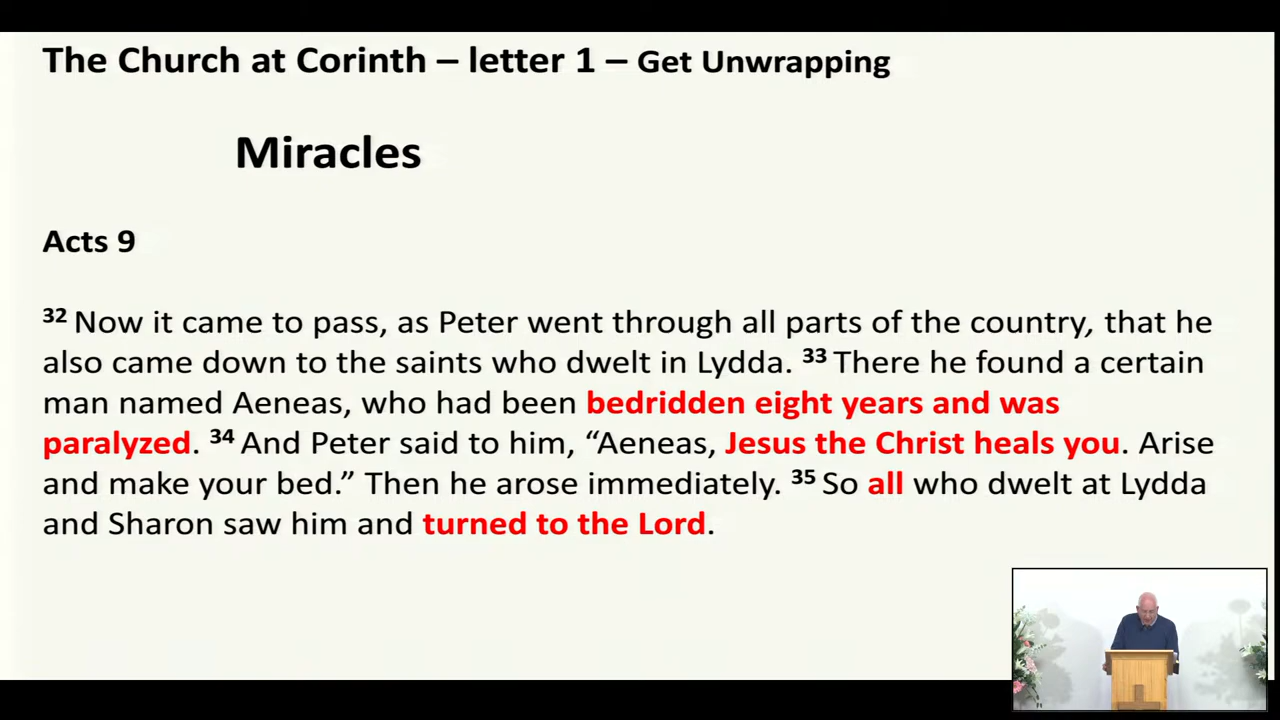 The Church at Corinth – letter 1 – Get Unwrapping
Miracles
Acts 9
32 Now it came to pass, as Peter went through all parts of the country, that he
also came down to the saints who dwelt in Lydda. 33 There he found a certain
man named Aeneas, who had been bedridden eight years and was
paralyzed. 34 And Peter said to him, “Aeneas, Jesus the Christ heals you. Arise
and make your bed.” Then he arose immediately. 35 So all who dwelt at Lydda
and Sharon saw him and turned to the Lord.